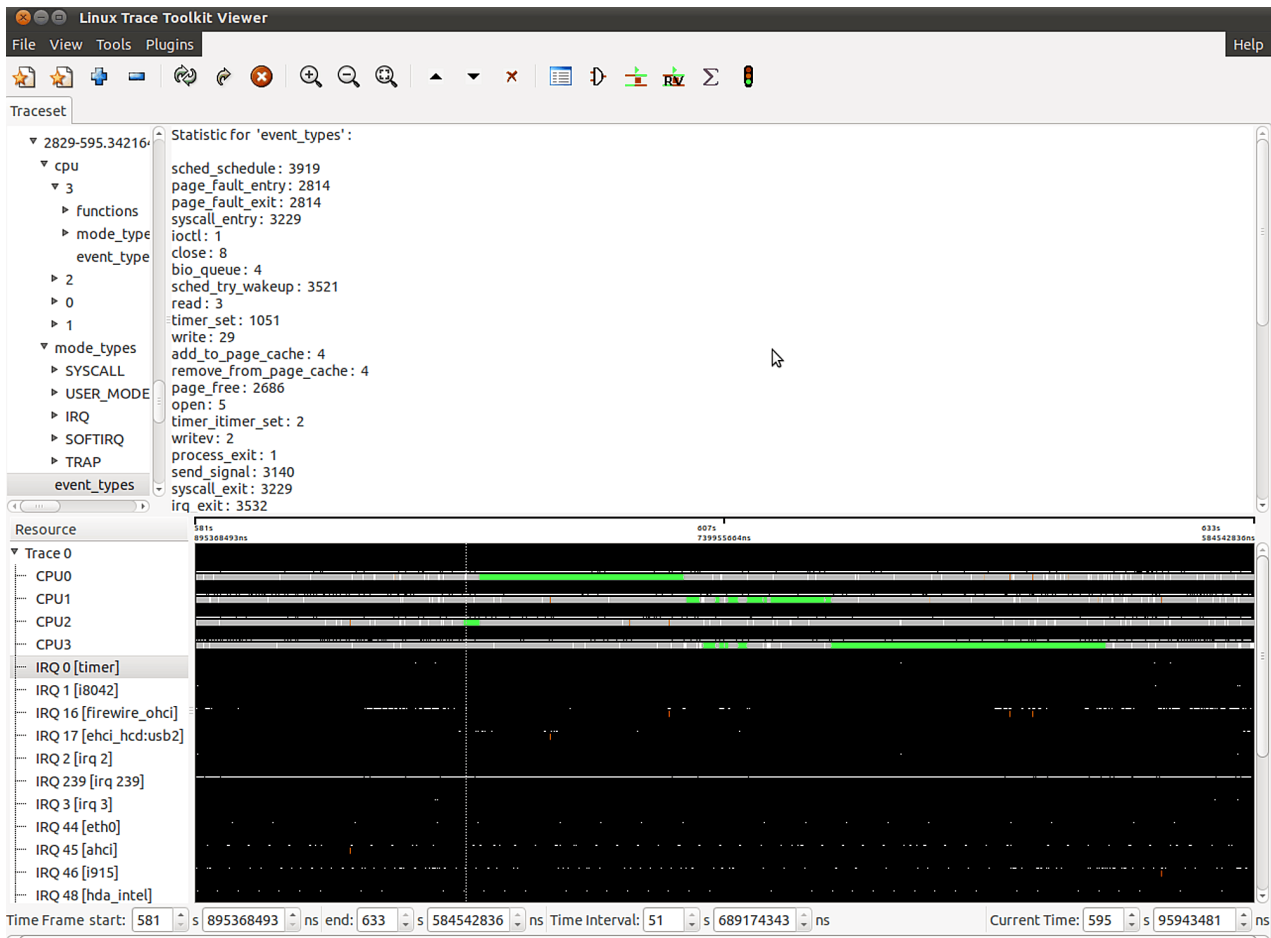 Linux Trace Toolkit Viewer
File View Tools Plugins Help
Traceset
2829-595.34216
cpu
3
functions
mode_type
event_type
2
0
1
mode_types
SYSCALL
USER_MODE
IRQ
SOFTIRQ
TRAP
event_types
Statistic for 'event_types' :
sched_schedule : 3919
page_fault_entry : 2814
page_fault_exit : 2814
syscall_entry : 3229
ioctl : 1
close : 8
bio_queue : 4
sched_try_wakeup : 3521
read : 3
timer_set : 1051
write : 29
add_to_page_cache : 4
remove_from_page_cache : 4
page_free : 2686
open : 5
timer_itimer_set : 2
writev : 2
process_exit : 1
send_signal : 3140
syscall_exit : 3229
irq_exit : 3532
Resource
581s 607s 633s
895368493ns 739955664ns 584542836ns
Trace 0
CPU0
CPU1
CPU2
CPU3
IRQ 0 [timer]
IRQ 1 [i8042]
IRQ 16 [firewire_ohci]
IRQ 17 [ehci_hcd:usb2]
IRQ 2 [irq 2]
IRQ 239 [irq 239]
IRQ 3 [irq 3]
IRQ 44 [eth0]
IRQ 45 [ahci]
IRQ 46 [i915]
IRQ 48 [hda_intel]
Time Frame start: 581 s 895368493 ns end: 633 s 584542836 ns Time Interval: 51 s 689174343 ns Current Time: 595 s 95943481 ns